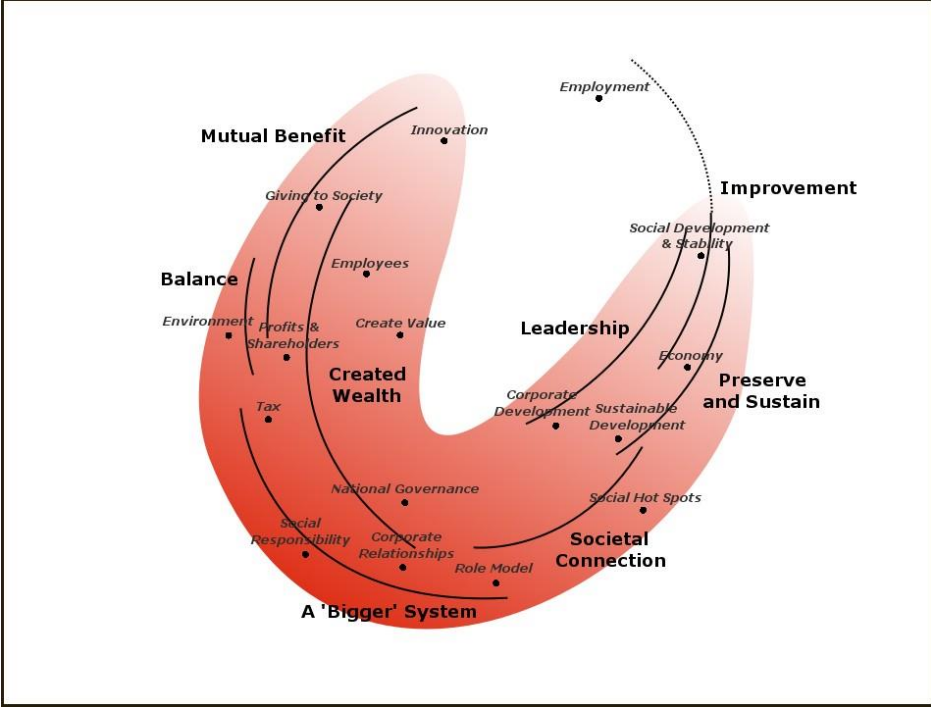 Employment
Innovation
Mutual Benefit
Improvement
Giving to Society
Social Development
& Stability
Employees
Balance
Environment
Profits &
Shareholders
Create Value
Leadership
Economy
Created
Wealth
Preserve
and Sustain
Corporate
Development
Sustainable
Development
Tax
National Governance
Social Hot Spots
Social
Responsibility
Corporate
Relationships
Societal
Connection
Role Model
A 'Bigger' System